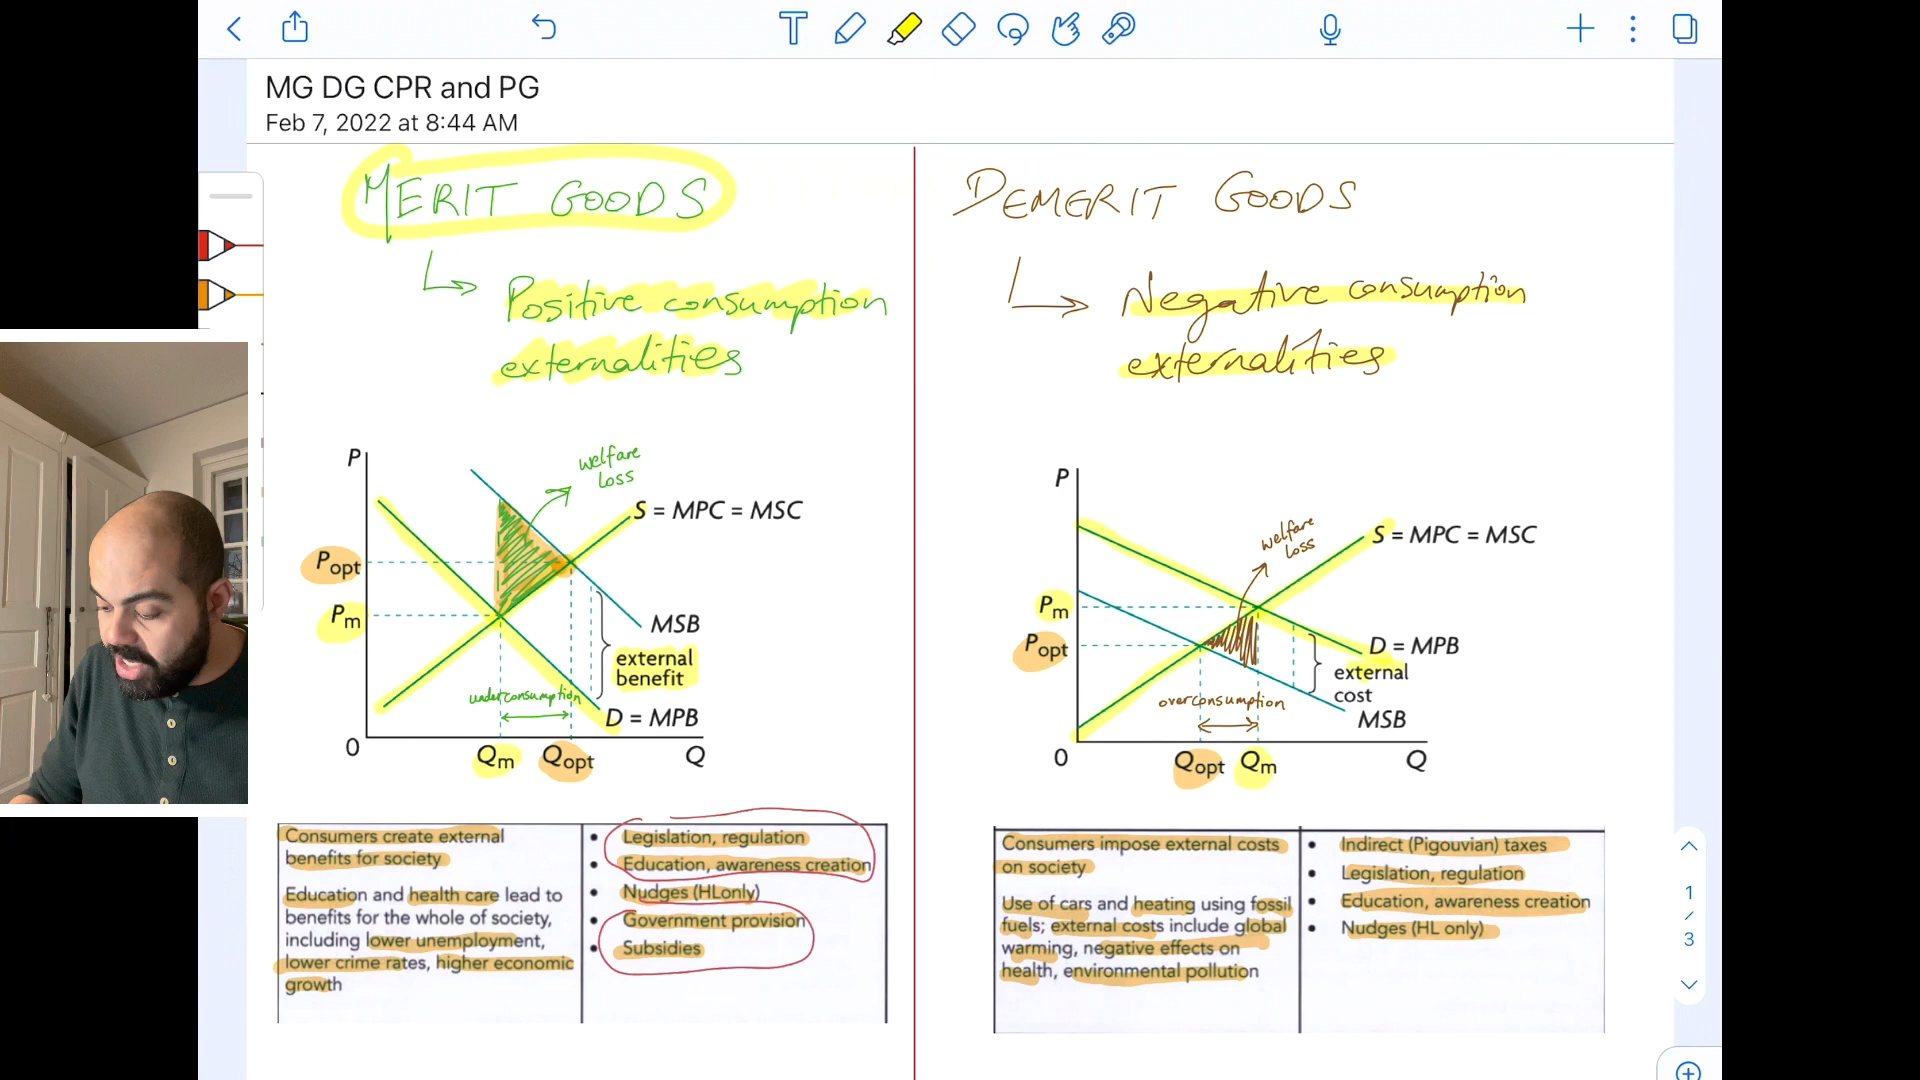 MG DG CPR and PG
Feb 7, 2022 at 8:44 AM
MERIT GOODS
Positive consumption
externalities
P
welfare
loss
S = MPC = MSC
Popt
Pm
MSB
external
benefit
underconsumption
D = MPB
0
Qm
Qopt
Q
Consumers create external
benefits for society
Education and health care lead to
benefits for the whole of society,
including lower unemployment,
lower crime rates, higher economic
growth
• Legislation, regulation
• Education, awareness creation
• Nudges (HL only)
• Government provision
• Subsidies
DEMERIT GOODS
Negative consumption
externalities
P
welfare
loss
S = MPC = MSC
Pm
Popt
D = MPB
external
cost
overconsumption
MSB
0
Qopt
Qm
Q
Consumers impose external costs
on society
Use of cars and heating using fossil
fuels; external costs include global
warming, negative effects on
health, environmental pollution
• Indirect (Pigouvian) taxes
• Legislation, regulation
• Education, awareness creation
• Nudges (HL only)
1
/
3